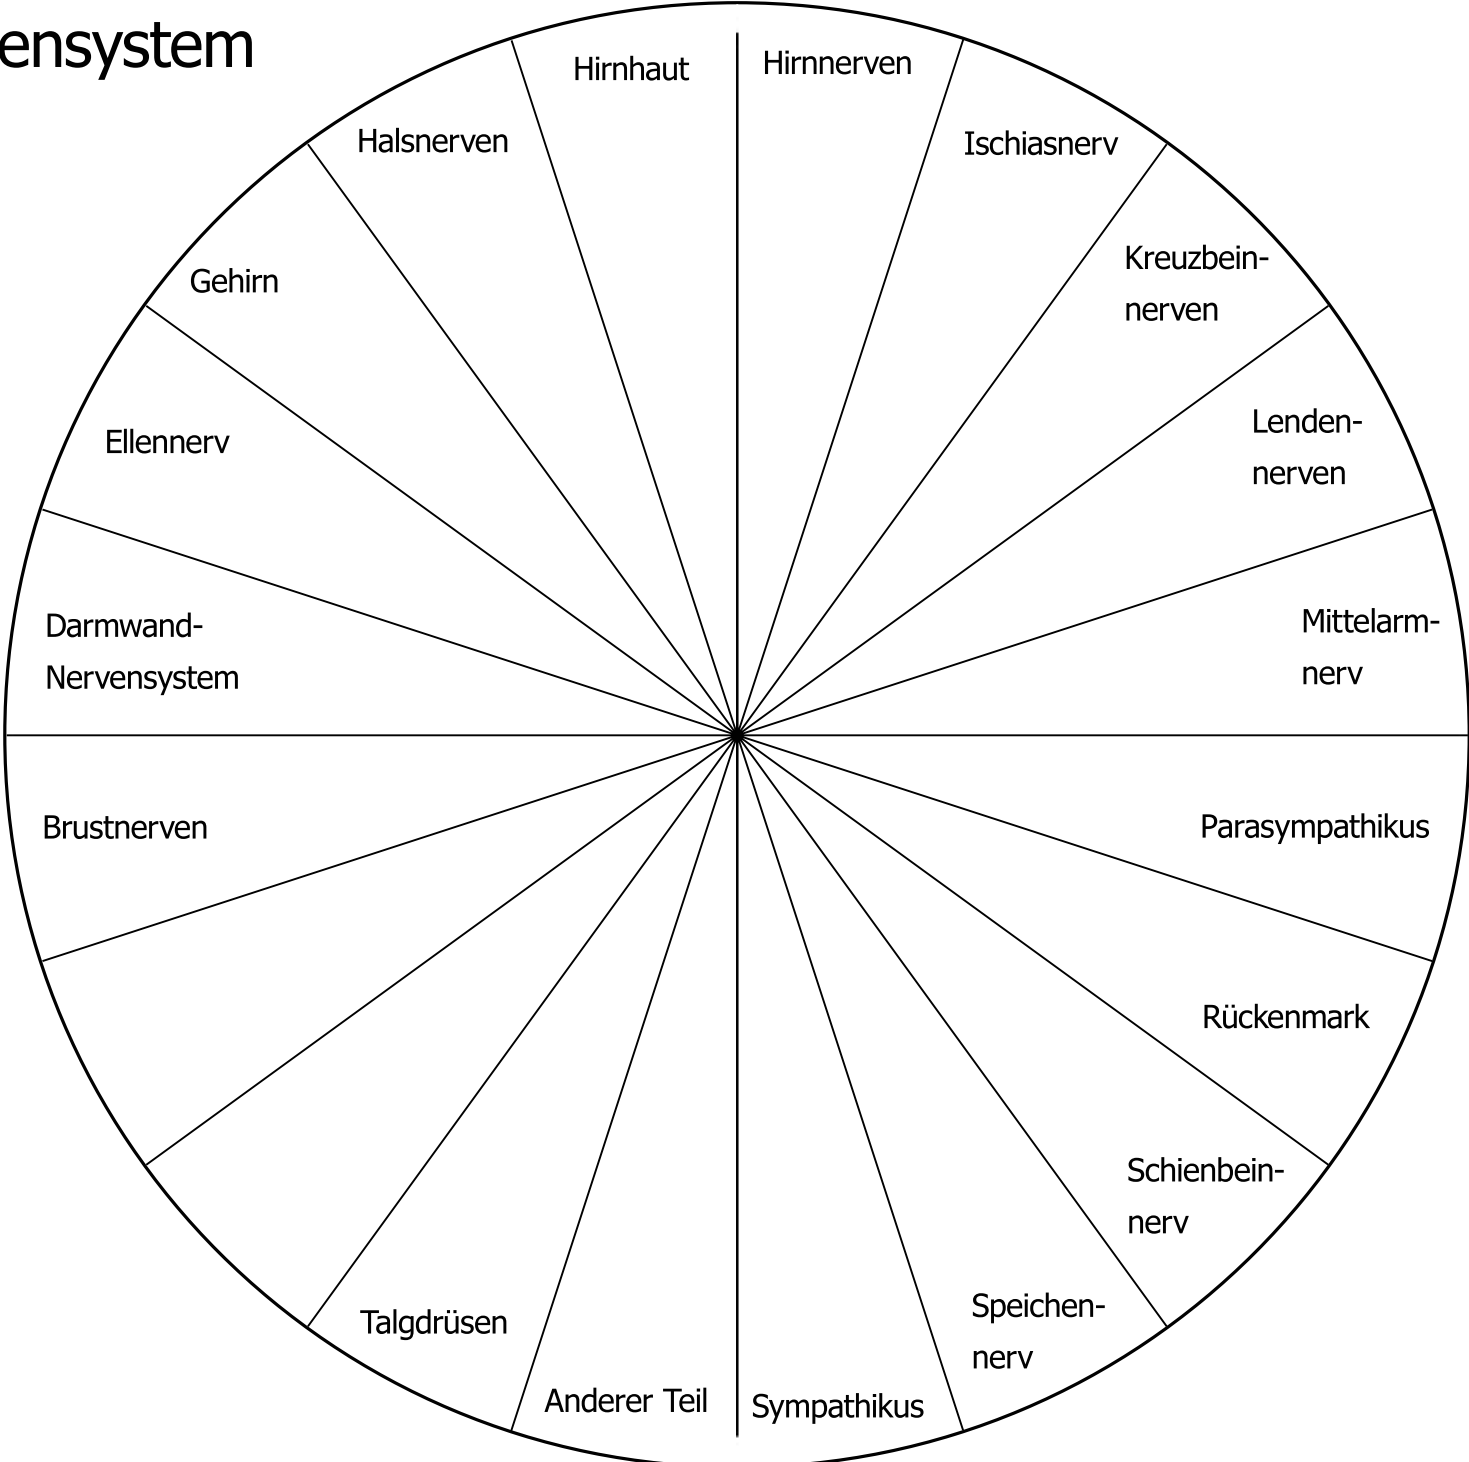 ensystem
Hirnhaut
Hirnnerven
Ischiasnerv
Kreuzbein-
nerven
Lenden-
nerven
Mittelarm-
nerv
Parasympathikus
Rückenmark
Schienbein-
nerv
Speichen-
nerv
Sympathikus
Anderer Teil
Talgdrüsen
Brustnerven
Darmwand-
Nervensystem
Ellennerv
Gehirn
Halsnerven